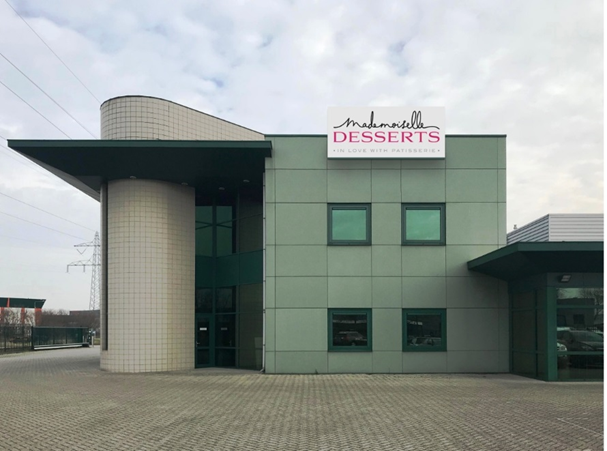 Mademoiselle
DESSERTS
• IN LOVE WITH PATISSERIE •